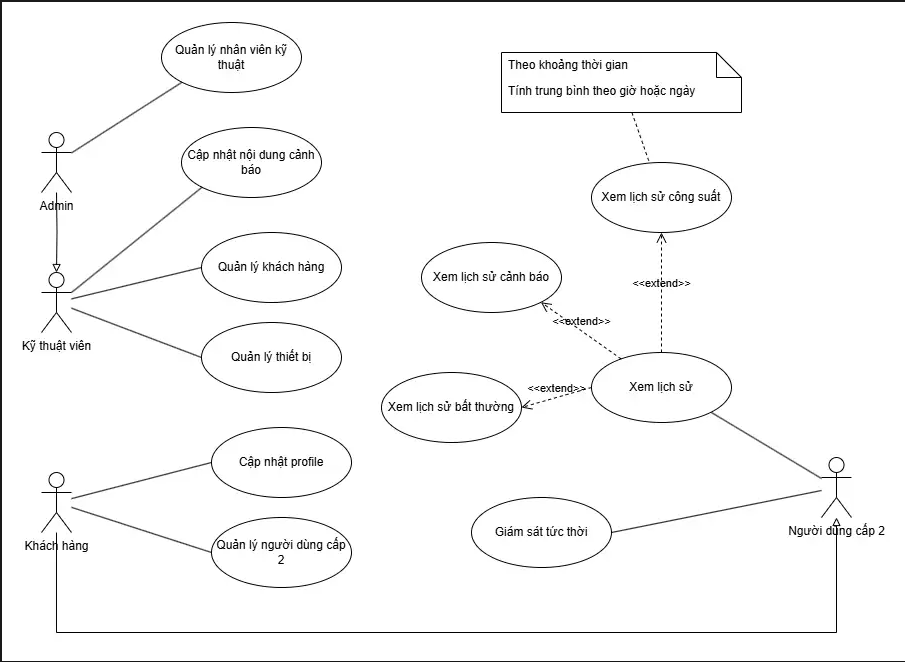 Quản lý nhân viên kỹ
thuật
Theo khoảng thời gian
Tính trung bình theo giờ hoặc ngày
Cập nhật nội dung cảnh
báo
Admin
Xem lịch sử công suất
Quản lý khách hàng
Xem lịch sử cảnh báo
<<extend>>
<<extend>>
Kỹ thuật viên
Quản lý thiết bị
<<extend>>
Xem lịch sử
Xem lịch sử bất thường
Cập nhật profile
Khách hàng
Quản lý người dùng cấp
2
Giám sát tức thời
Người dùng cấp 2